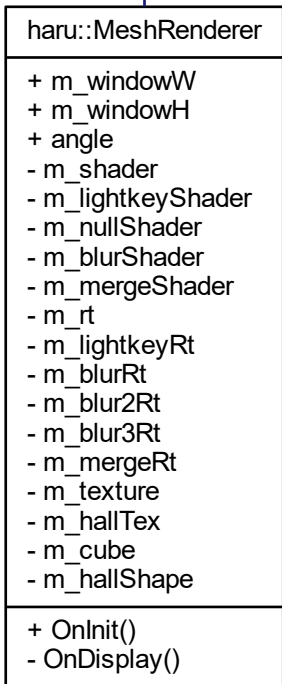 haru::MeshRenderer
+ m_windowW
+ m_windowH
+ angle
- m_shader
- m_lightkeyShader
- m_nullShader
- m_blurShader
- m_mergeShader
- m_rt
- m_lightkeyRt
- m_blurRt
- m_blur2Rt
- m_blur3Rt
- m_mergeRt
- m_texture
- m_hallTex
- m_cube
- m_hallShape
+ OnInit()
- OnDisplay()